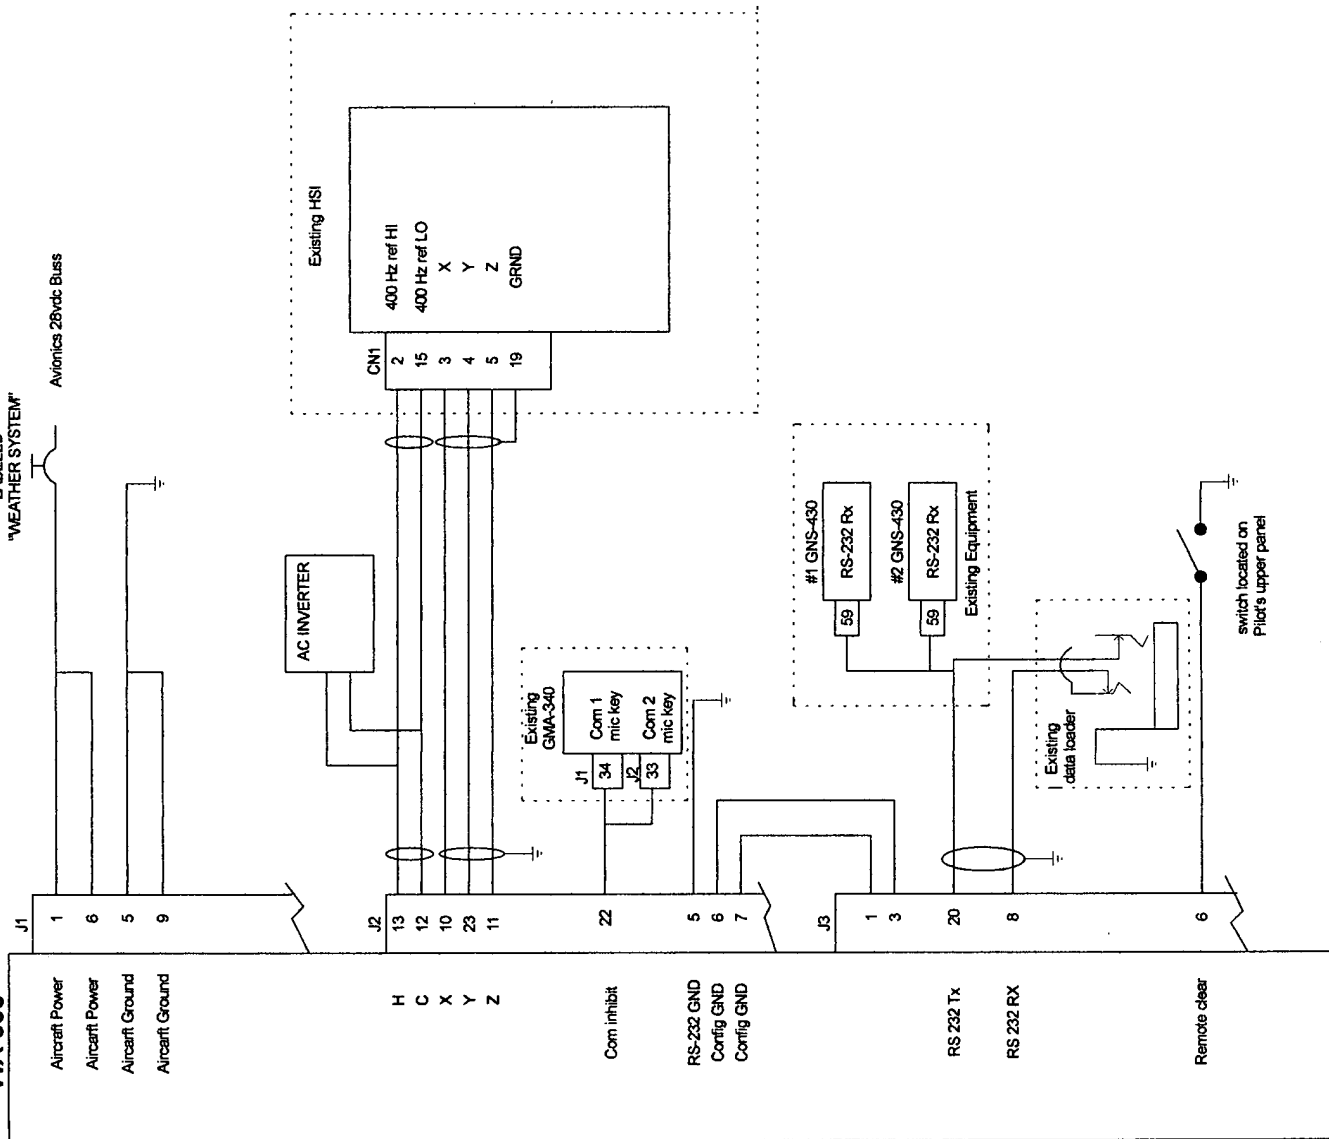 "WEATHER SYSTEM"
Avionics 28vdc Buss
J1
1
6
5
9
Aircraft Power
Aircarft Power
Aircarft Ground
Aircarft Ground
Existing HSI
400 Hz ref HI
400 Hz ref LO
X
Y
Z
GRND
CN1
2
15
3
4
5
19
AC INVERTER
J2
13
12
10
23
11
22
5
6
7
H
C
X
Y
Z
Com inhibit
RS-232 GND
Config GND
Config GND
Existing
GMA-340
Com 1
mic key
Com 2
mic key
J1
34
J2
33
#1 GNS-430
RS-232 Rx
59
#2 GNS-430
RS-232 Rx
59
Existing Equipment
Existing
data loader
switch located on
Pilot's upper panel
J3
1
3
20
8
6
RS 232 Tx
RS 232 RX
Remote clear